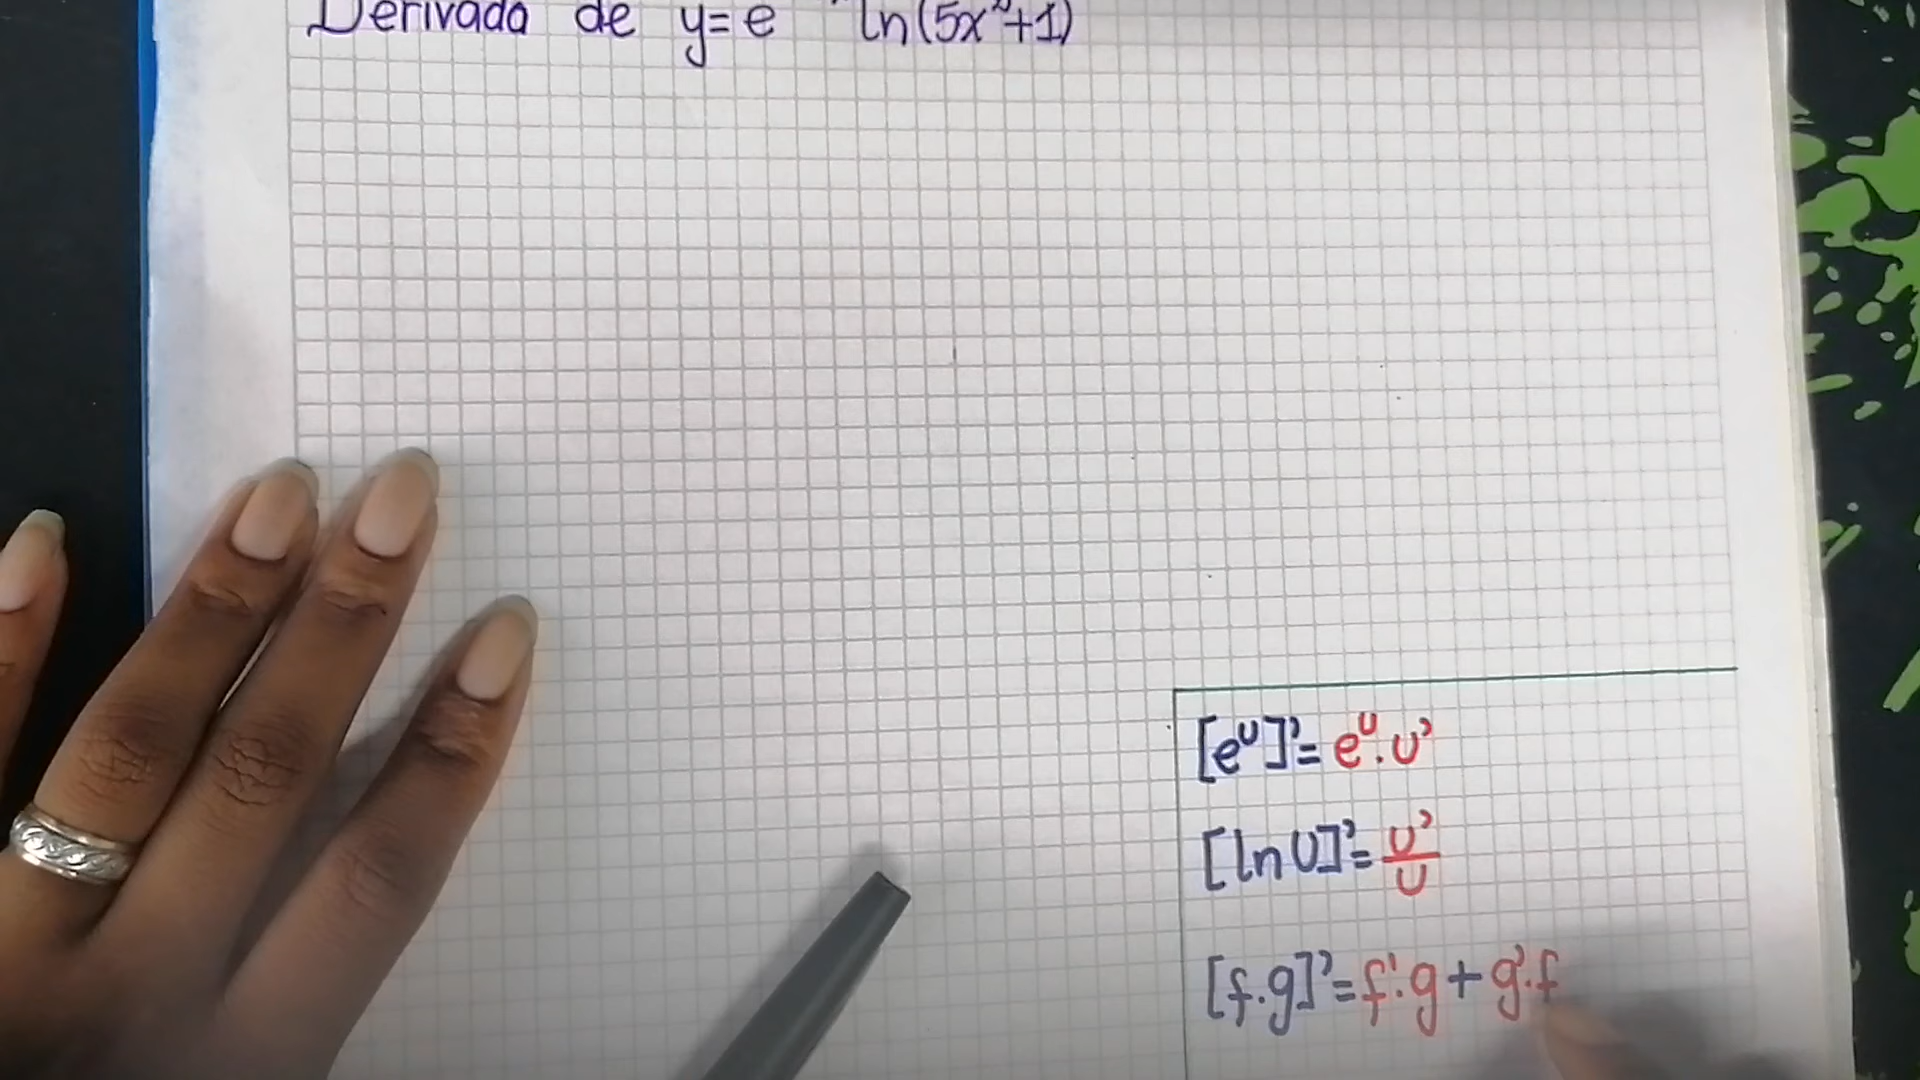 Derivada de y=e ln(5x +1)
[e^U]'= e^U.U'
[ln U]'= U'/U
[f.g]'= f'.g + g'.f